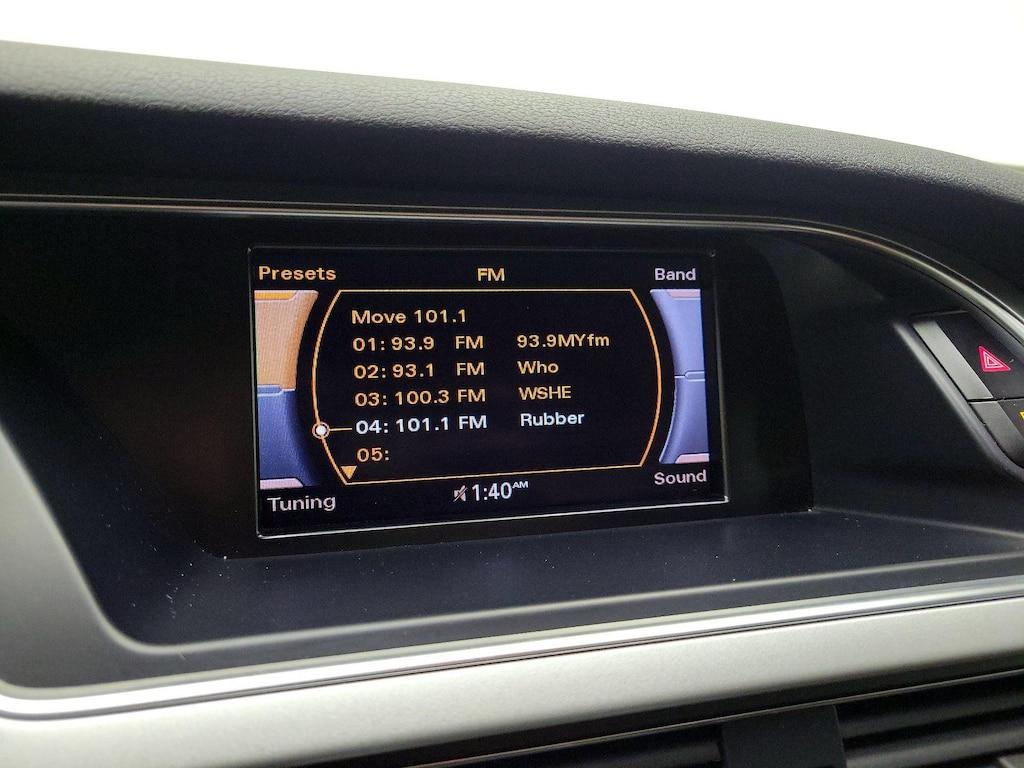 Presets FM Band
Move 101.1
01: 93.9 FM 93.9MYfm
02: 93.1 FM Who
03: 100.3 FM WSHE
04: 101.1 FM Rubber
05:
Tuning 1:40AM Sound